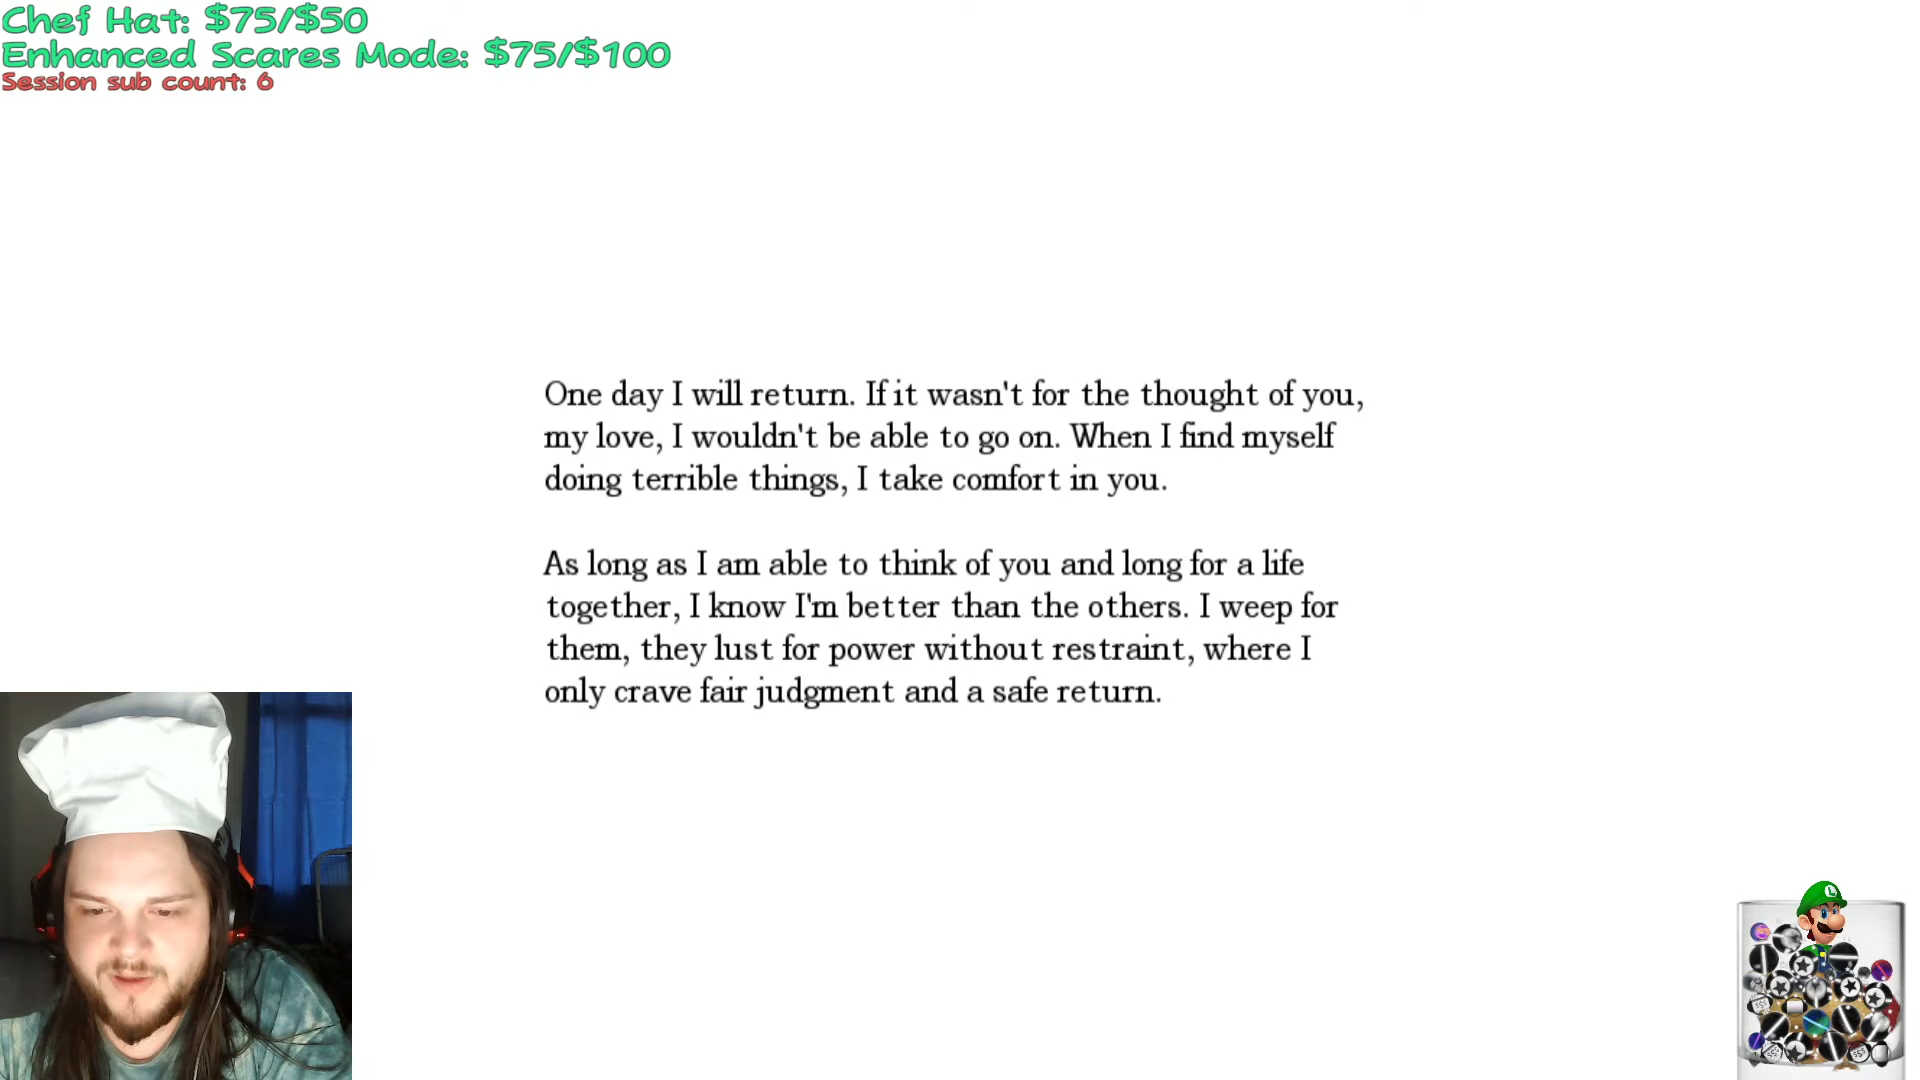 Chef Hat: $75/$50
Enhanced Scares Mode: $75/$100
Session sub count: 6
One day I will return. If it wasn't for the thought of you,
my love, I wouldn't be able to go on. When I find myself
doing terrible things, I take comfort in you.
As long as I am able to think of you and long for a life
together, I know I'm better than the others. I weep for
them, they lust for power without restraint, where I
only crave fair judgment and a safe return.
L